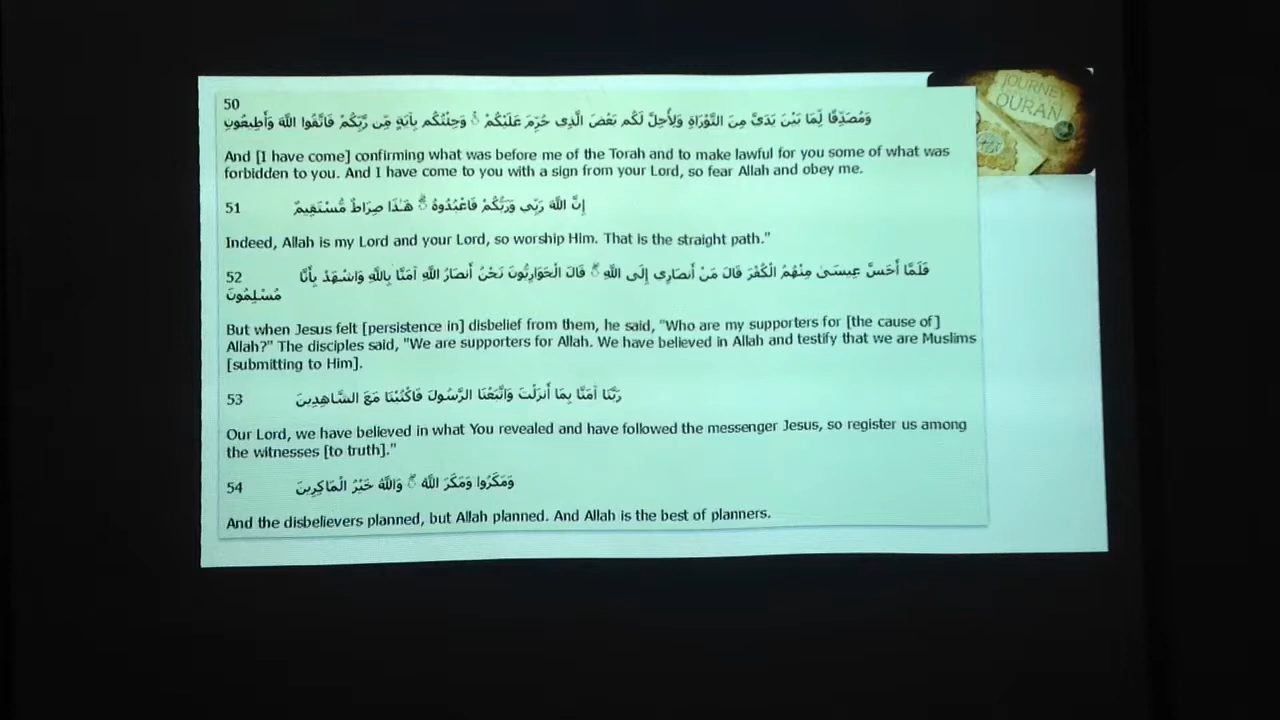 50
وَمُصَدِّقًا لِّمَا بَيْنَ يَدَيَّ مِنَ التَّوْرَاةِ وَلِأُحِلَّ لَكُم بَعْضَ الَّذِي حُرِّمَ عَلَيْكُمْ ۚ وَجِئْتُكُم بِآيَةٍ مِّن رَّبِّكُمْ فَاتَّقُوا اللَّهَ وَأَطِيعُونِ
And [I have come] confirming what was before me of the Torah and to make lawful for you some of what was
forbidden to you. And I have come to you with a sign from your Lord, so fear Allah and obey me.
51 إِنَّ اللَّهَ رَبِّي وَرَبُّكُمْ فَاعْبُدُوهُ ۗ هَـٰذَا صِرَاطٌ مُّسْتَقِيمٌ
Indeed, Allah is my Lord and your Lord, so worship Him. That is the straight path."
52 فَلَمَّا أَحَسَّ عِيسَىٰ مِنْهُمُ الْكُفْرَ قَالَ مَنْ أَنصَارِي إِلَى اللَّهِ ۖ قَالَ الْحَوَارِيُّونَ نَحْنُ أَنصَارُ اللَّهِ آمَنَّا بِاللَّهِ وَاشْهَدْ بِأَنَّا
مُسْلِمُونَ
But when Jesus felt [persistence in] disbelief from them, he said, "Who are my supporters for [the cause of]
Allah?" The disciples said, "We are supporters for Allah. We have believed in Allah and testify that we are Muslims
[submitting to Him].
53 رَبَّنَا آمَنَّا بِمَا أَنزَلْتَ وَاتَّبَعْنَا الرَّسُولَ فَاكْتُبْنَا مَعَ الشَّاهِدِينَ
Our Lord, we have believed in what You revealed and have followed the messenger Jesus, so register us among
the witnesses [to truth]."
54 وَمَكَرُوا وَمَكَرَ اللَّهُ ۖ وَاللَّهُ خَيْرُ الْمَاكِرِينَ
And the disbelievers planned, but Allah planned. And Allah is the best of planners.
QURAN